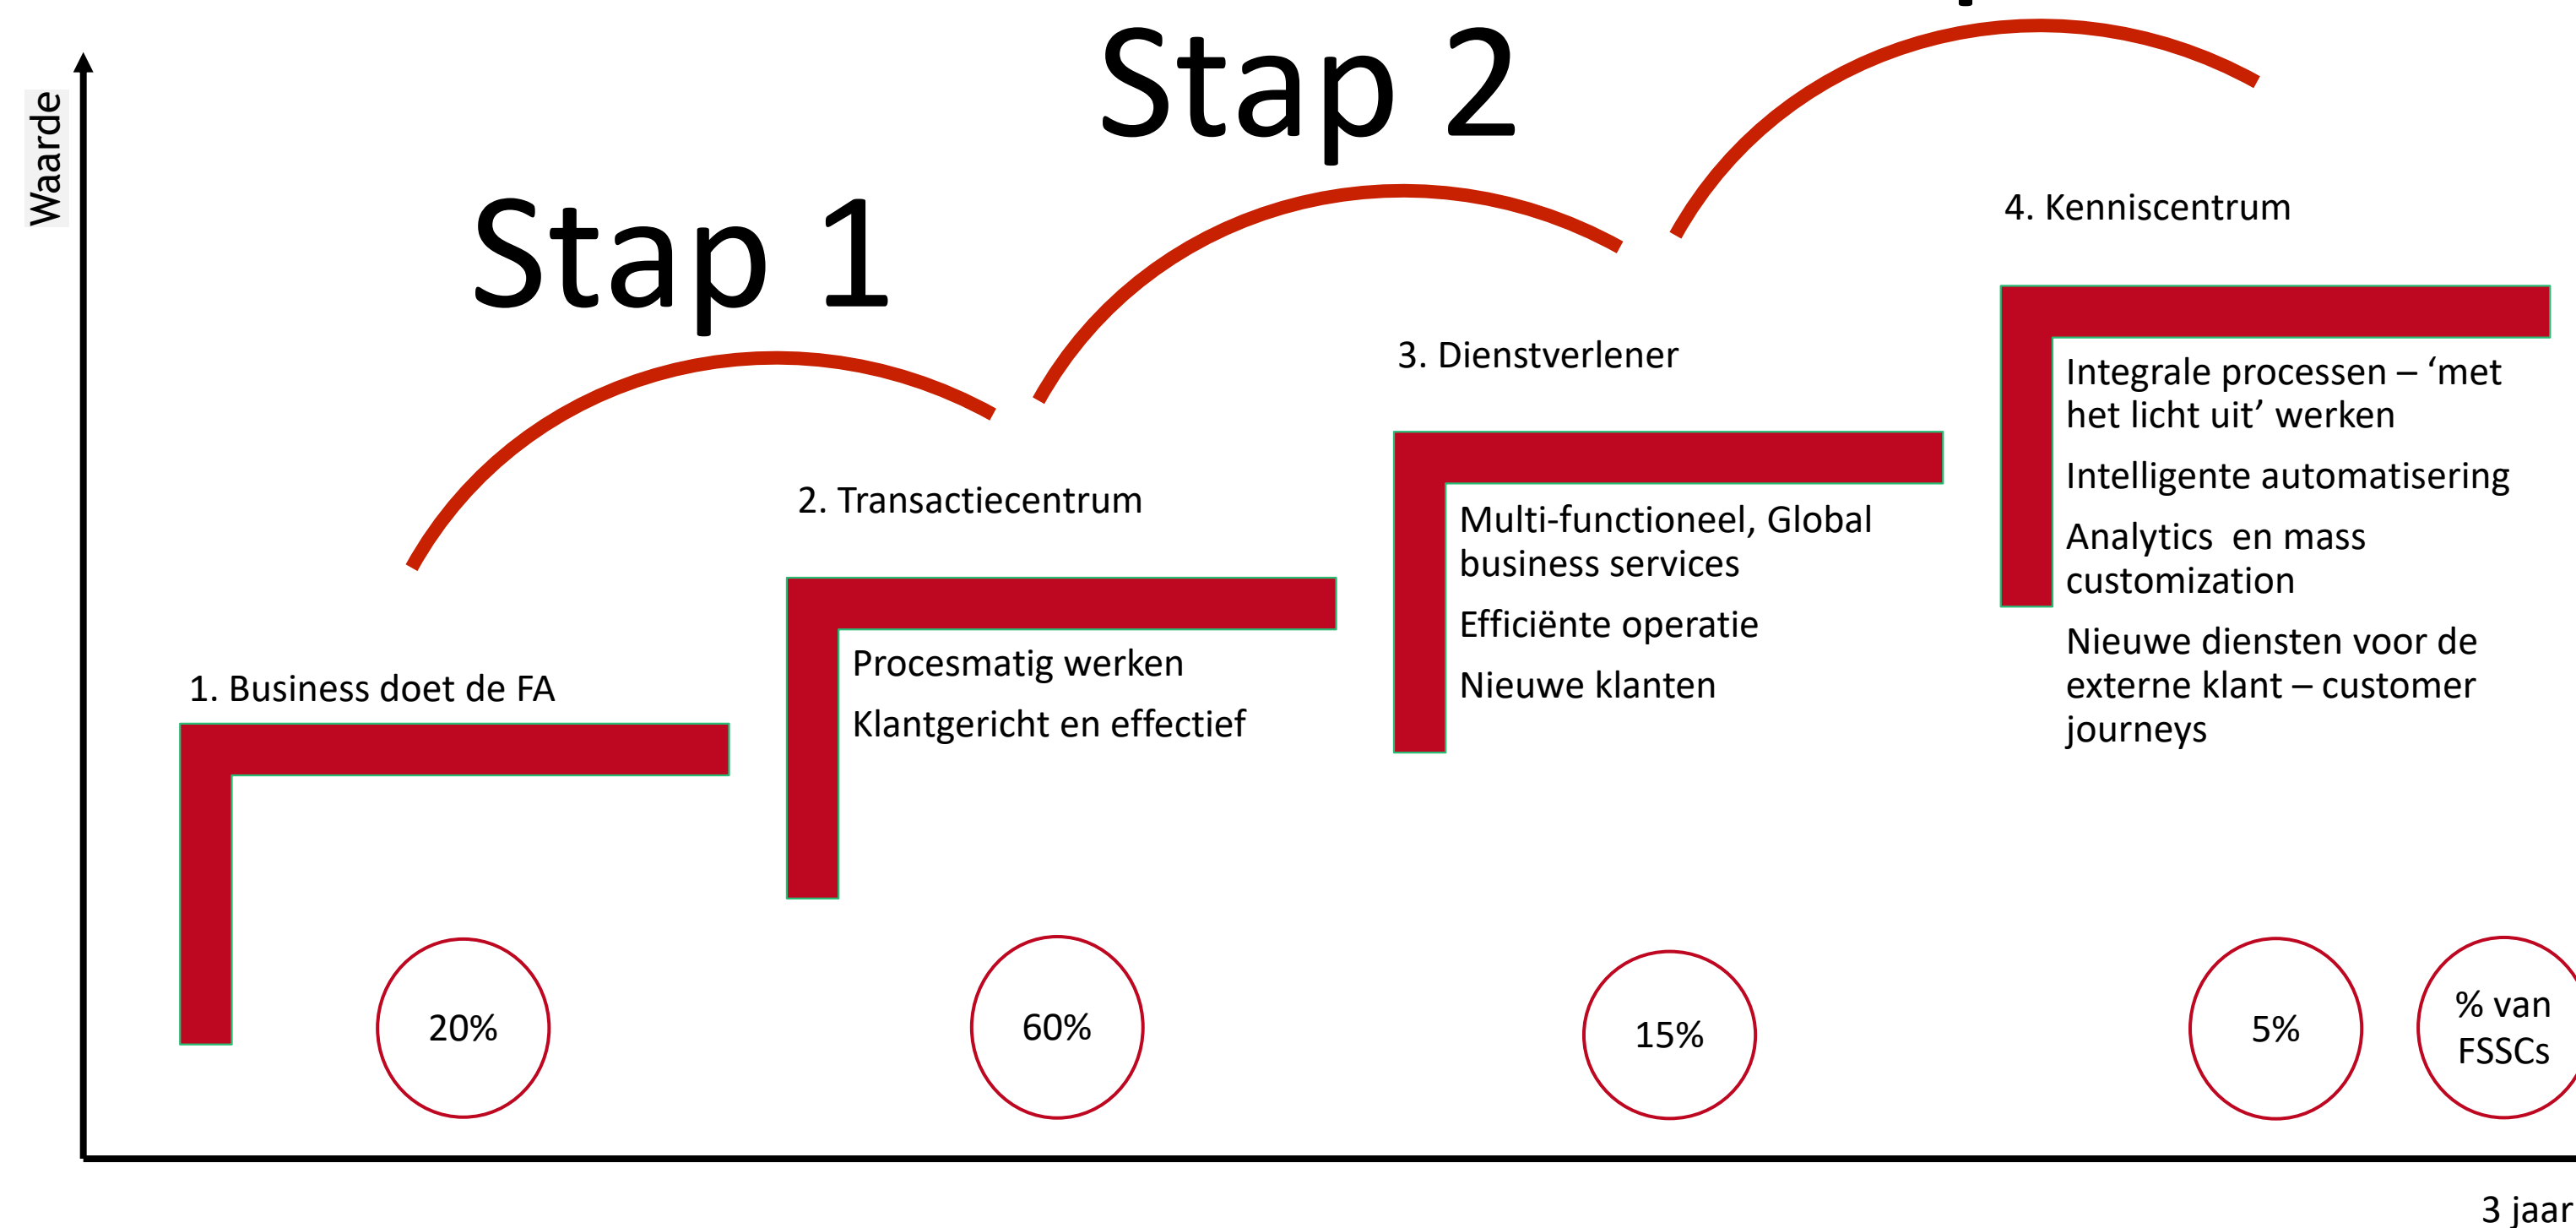 Waarde
Stap 1
Stap 2
1. Business doet de FA
2. Transactiecentrum
Procesmatig werken
Klantgericht en effectief
3. Dienstverlener
Multi-functioneel, Global
business services
Efficiënte operatie
Nieuwe klanten
4. Kenniscentrum
Integrale processen – ‘met
het licht uit’ werken
Intelligente automatisering
Analytics  en mass
customization
Nieuwe diensten voor de
externe klant – customer
journeys
20%
60%
15%
5%
% van
FSSCs
3 jaar